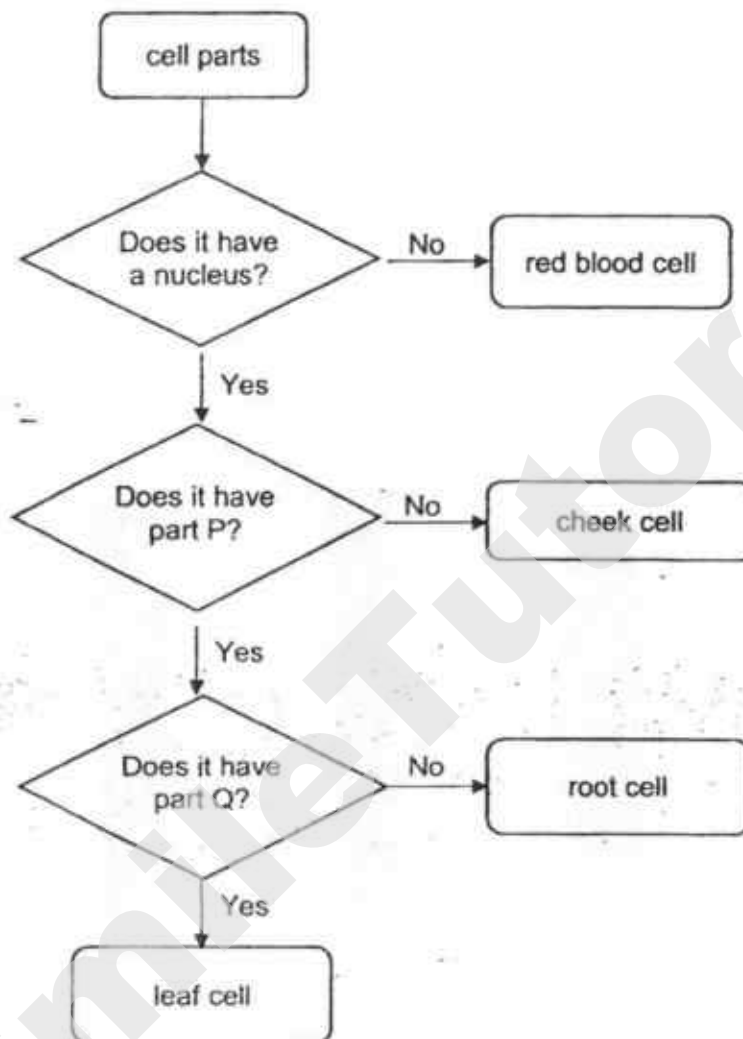 cell parts
Does it have
a nucleus?
No
red blood cell
Yes
Does it have
part P?
No
cheek cell
Yes
Does it have
part Q?
No
root cell
Yes
leaf cell
mileTutor